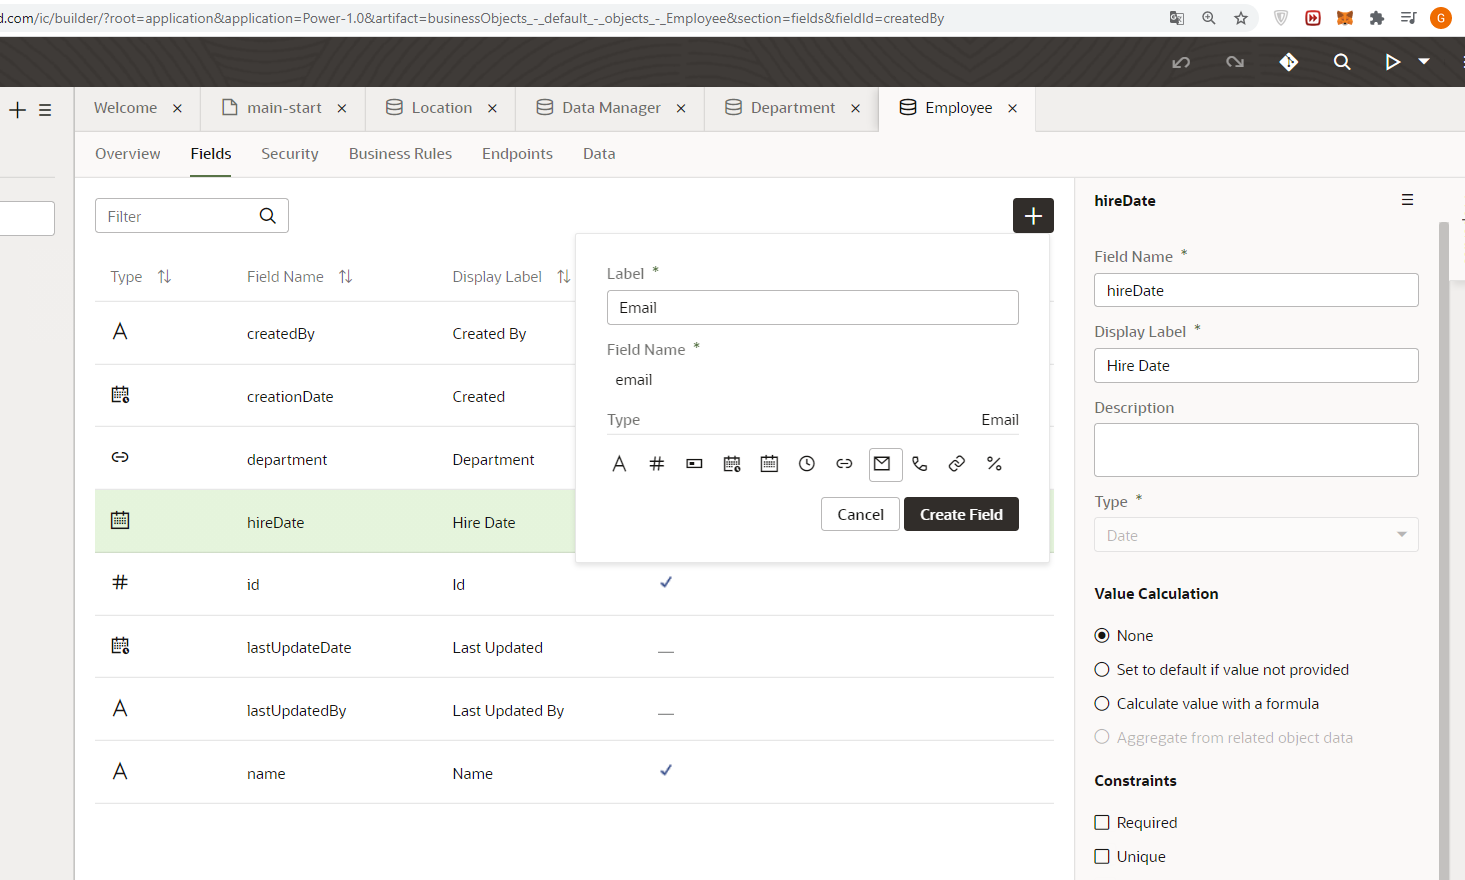 d.com/ic/builder/?root=application&application=Power-1.0&artifact=businessObjects_-_default_-_objects_-_Employee&section=fields&fieldId=createdBy
G
Welcome
main-start
Location
Data Manager
Department
Employee
Overview
Fields
Security
Business Rules
Endpoints
Data
Filter
Type
Field Name
Display Label
createdBy
Created By
creationDate
Created
department
Department
hireDate
Hire Date
id
Id
lastUpdateDate
Last Updated
lastUpdatedBy
Last Updated By
name
Name
Label *
Email
Field Name *
email
Type
Email
Cancel
Create Field
hireDate
Field Name *
hireDate
Display Label *
Hire Date
Description
Type *
Date
Value Calculation
None
Set to default if value not provided
Calculate value with a formula
Aggregate from related object data
Constraints
Required
Unique